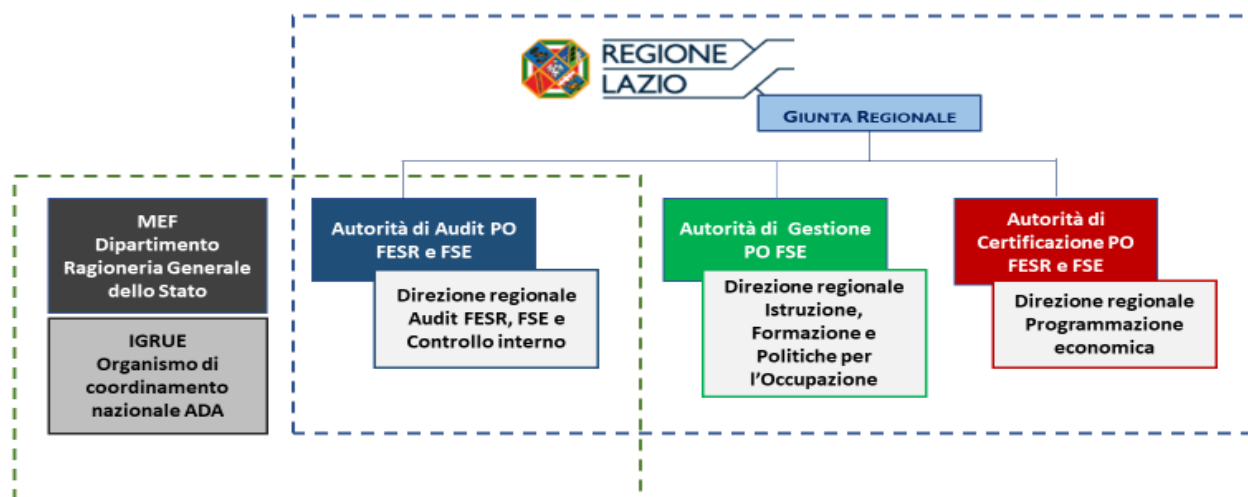 REGIONE
LAZIO
GIUNTA REGIONALE
MEF
Dipartimento
Ragioneria Generale
dello Stato
IGRUE
Organismo di
coordinamento
nazionale ADA
Autorità di Audit PO
FESR e FSE
Direzione regionale
Audit FESR, FSE e
Controllo interno
Autorità di Gestione
PO FSE
Direzione regionale
Istruzione,
Formazione e
Politiche per
l'Occupazione
Autorità di
Certificazione PO
FESR e FSE
Direzione regionale
Programmazione
economica